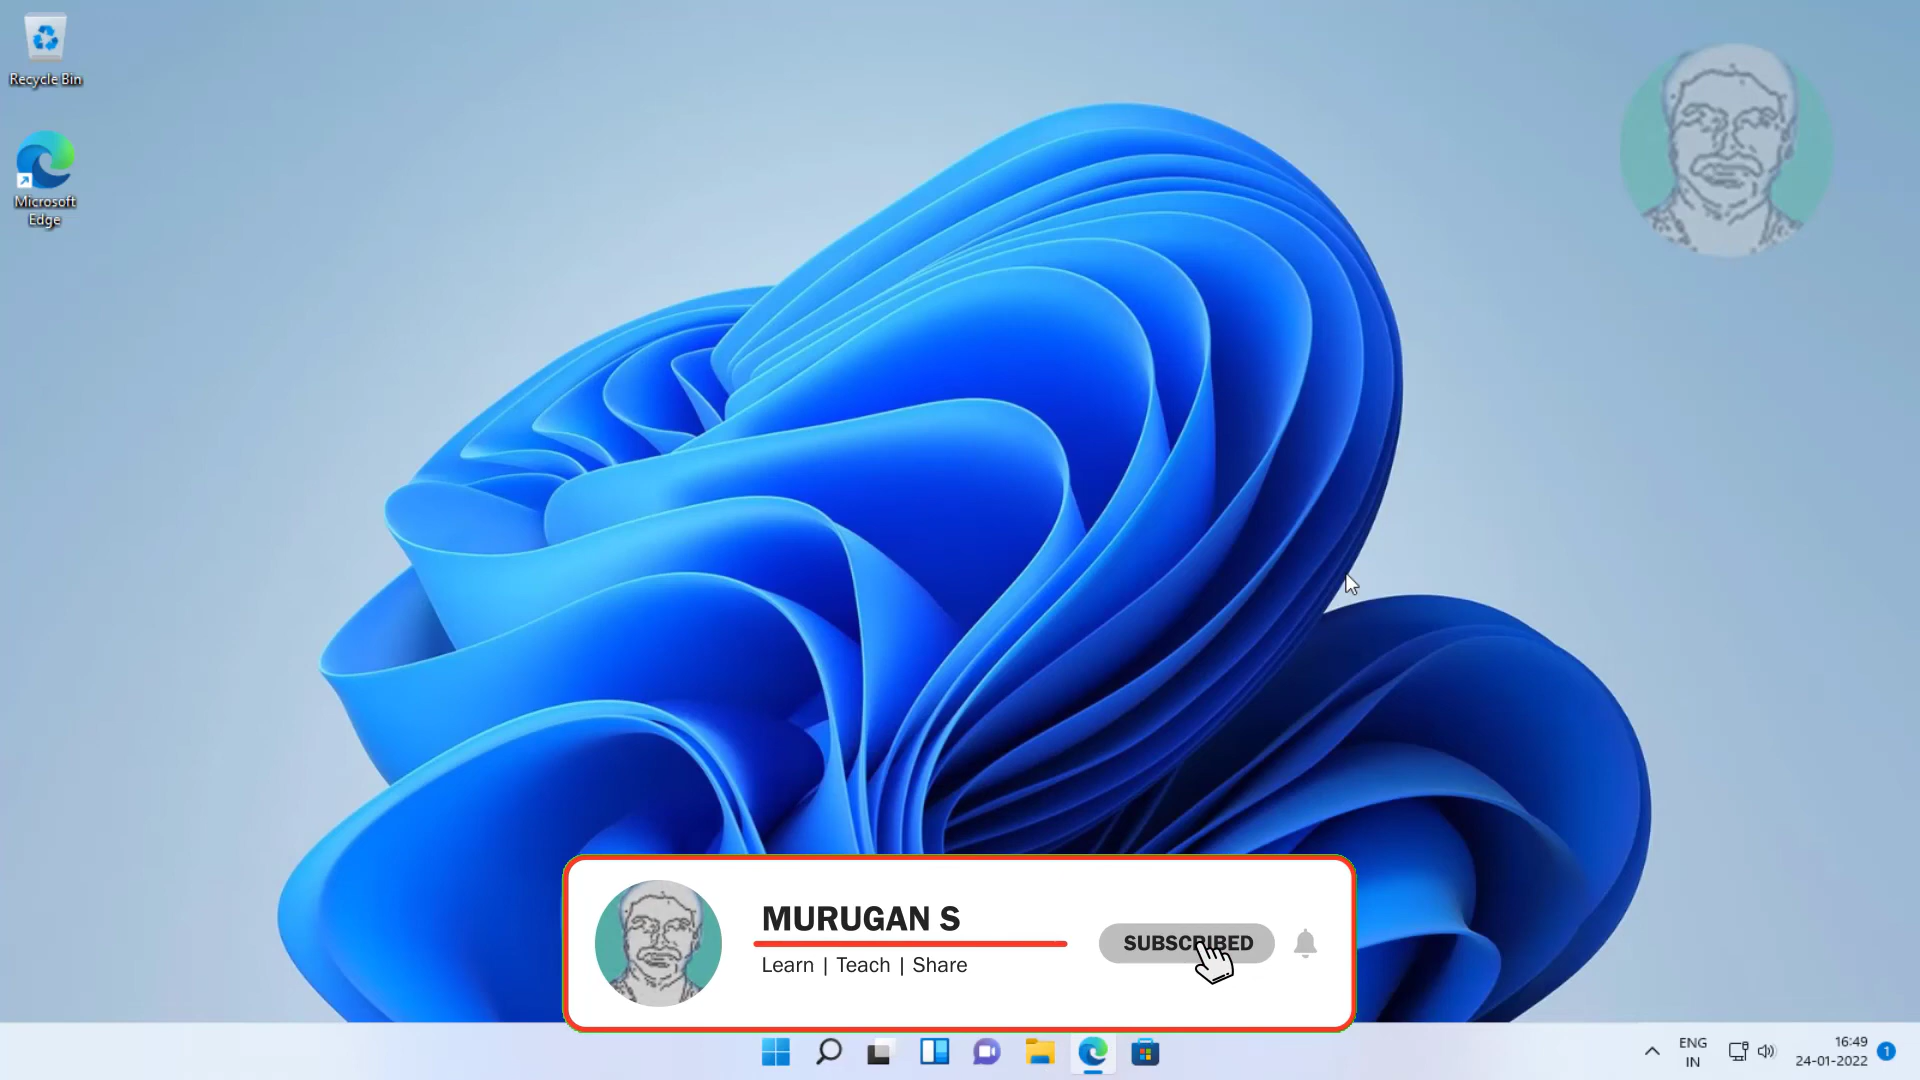 Recycle Bin
Microsoft
Edge
MURUGAN S
Learn | Teach | Share
SUBSCRIBED
ENG
IN
16:49
24-01-2022
1